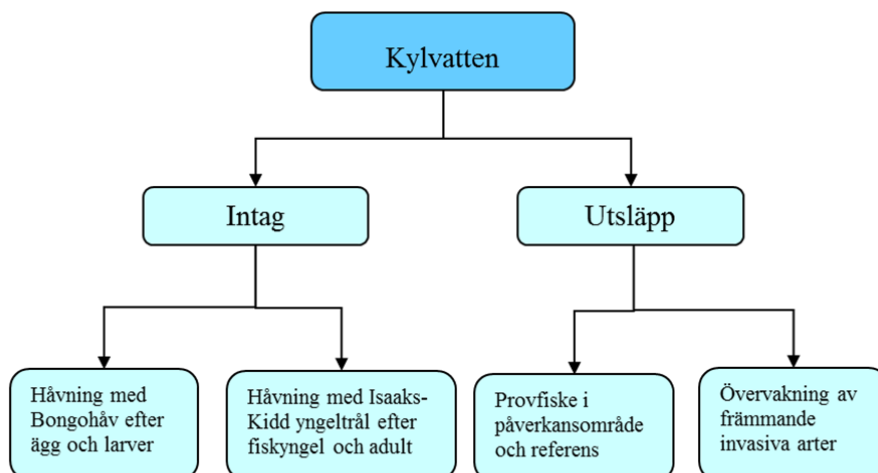 Kylvatten
Intag
Utsläpp
Håvning med
Bongohåv efter
ägg och larver
Håvning med Isaaks-
Kidd yngeltrål efter
fiskyngel och adult
Provfiske i
påverkansområde
och referens
Övervakning av
främmande
invasiva arter